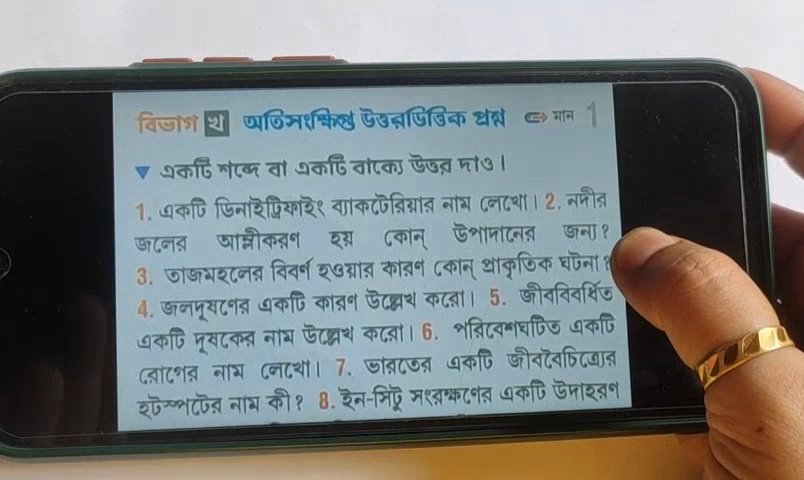 বিভাগ খ অতিসংক্ষিপ্ত উত্তরভিত্তিক প্রশ্ন ⇨ মান 1
▼ একটি শব্দে বা একটি বাক্যে উত্তর দাও।
1. একটি ডিনাইট্রিফাইং ব্যাকটেরিয়ার নাম লেখো। 2. নদীর
জলের আম্লীকরণ হয় কোন্ উপাদানের জন্য?
3. তাজমহলের বিবর্ণ হওয়ার কারণ কোন্ প্রাকৃতিক ঘটনা?
4. জলদূষণের একটি কারণ উল্লেখ করো। 5. জীববিবর্ধিত
একটি দূষকের নাম উল্লেখ করো। 6. পরিবেশঘটিত একটি
রোগের নাম লেখো। 7. ভারতের একটি জীববৈচিত্র্যের
হটস্পটের নাম কী? 8. ইন-সিটু সংরক্ষণের একটি উদাহরণ